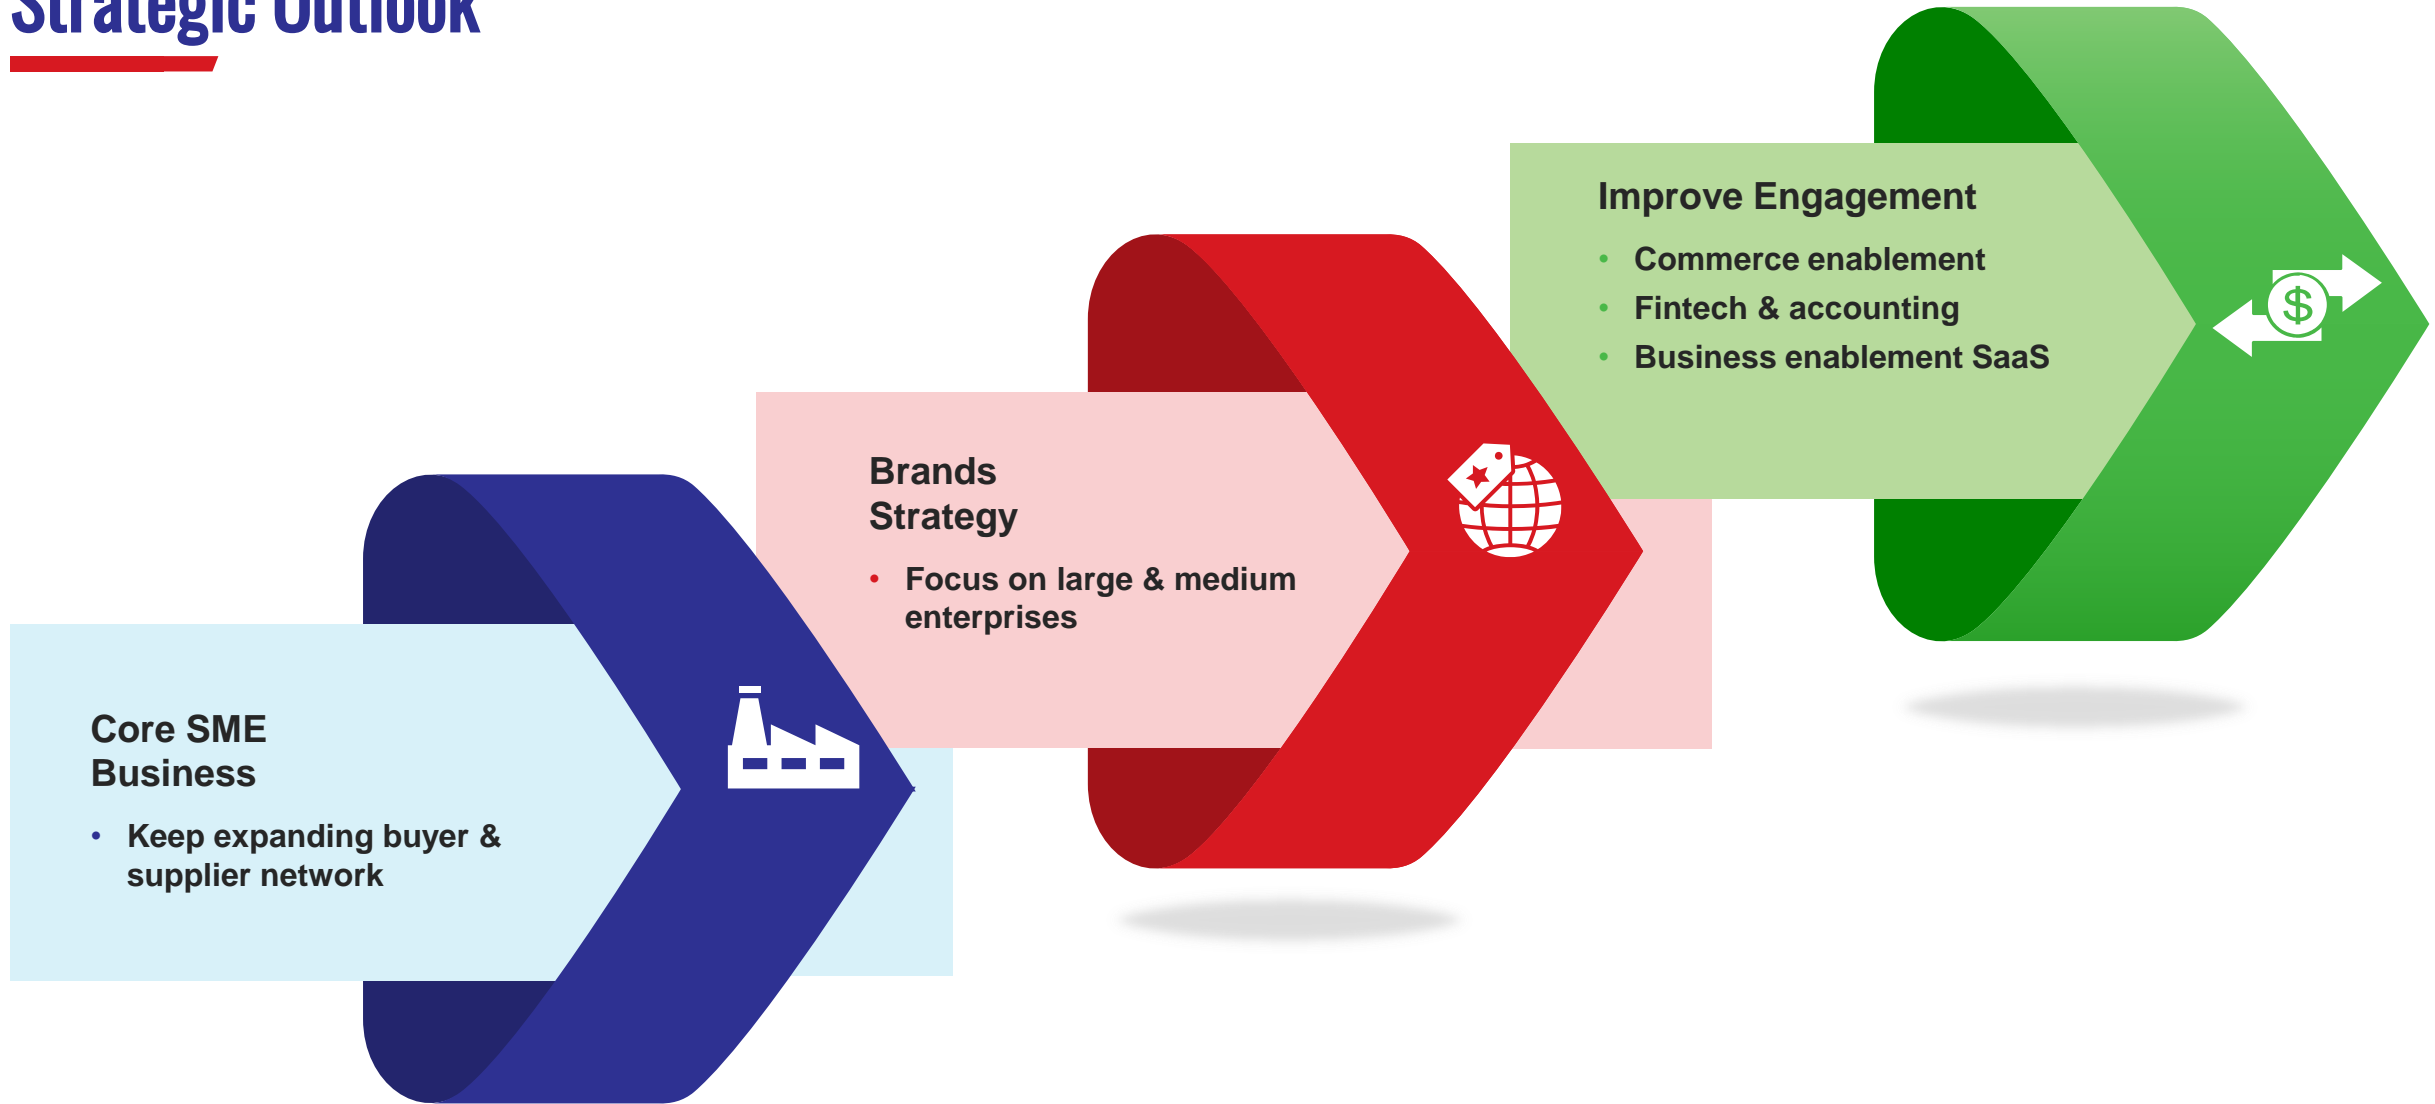 Strategic Outlook
Improve Engagement
• Commerce enablement
• Fintech & accounting
• Business enablement SaaS
Brands
Strategy
• Focus on large & medium
enterprises
Core SME
Business
• Keep expanding buyer &
supplier network
$